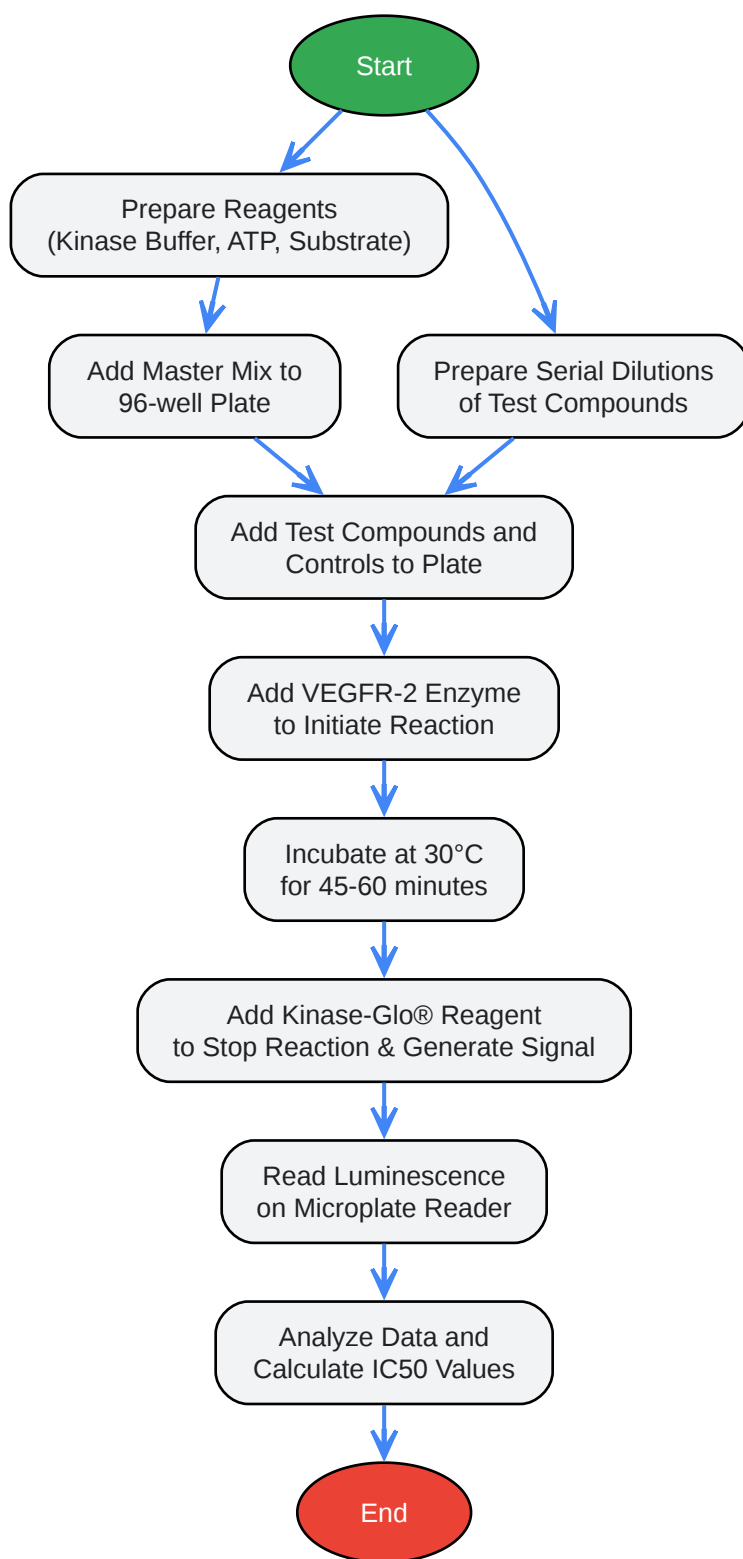 Start
Prepare Reagents
(Kinase Buffer, ATP, Substrate)
Add Master Mix to
96-well Plate
Prepare Serial Dilutions
of Test Compounds
Add Test Compounds and
Controls to Plate
Add VEGFR-2 Enzyme
to Initiate Reaction
Incubate at 30°C
for 45-60 minutes
Add Kinase-Glo® Reagent
to Stop Reaction & Generate Signal
Read Luminescence
on Microplate Reader
Analyze Data and
Calculate IC50 Values
End